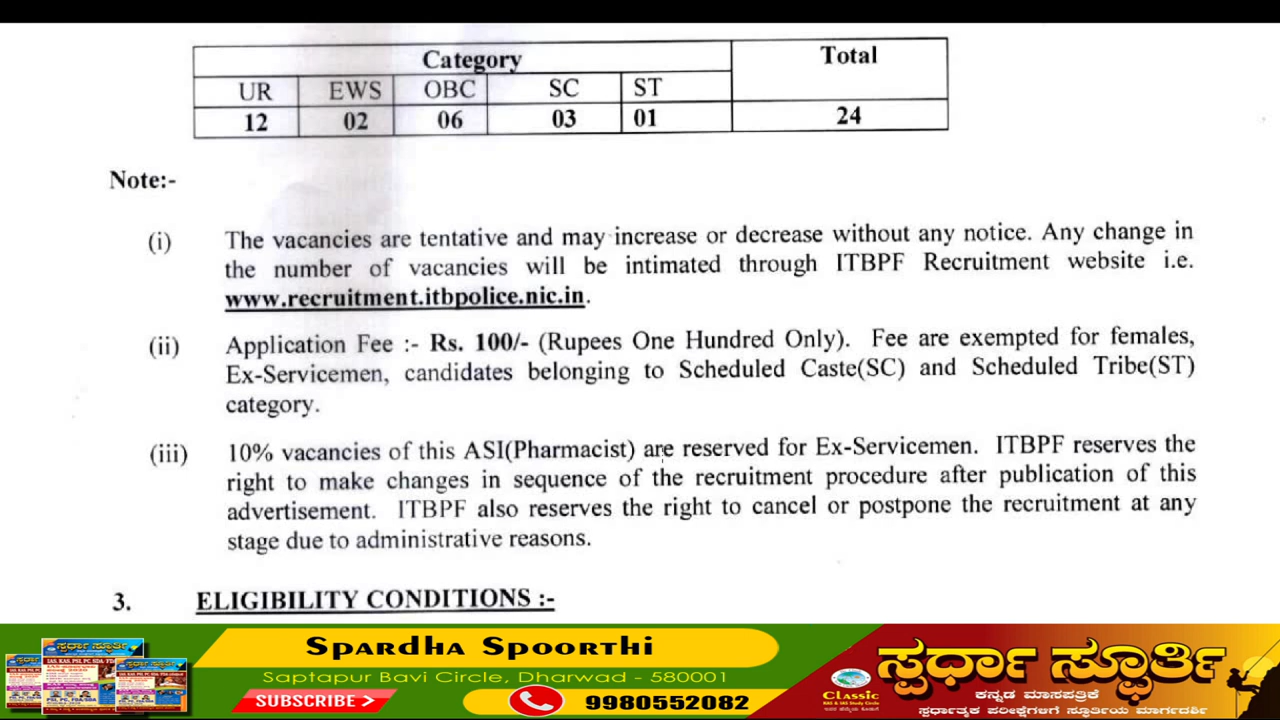 Category Total
UR EWS OBC SC ST
12 02 06 03 01 24
Note:-
(i) The vacancies are tentative and may increase or decrease without any notice. Any change in
the number of vacancies will be intimated through ITBPF Recruitment website i.e.
www.recruitment.itbpolice.nic.in.
(ii) Application Fee :- Rs. 100/- (Rupees One Hundred Only). Fee are exempted for females,
Ex-Servicemen, candidates belonging to Scheduled Caste(SC) and Scheduled Tribe(ST)
category.
(iii) 10% vacancies of this ASI(Pharmacist) are reserved for Ex-Servicemen. ITBPF reserves the
right to make changes in sequence of the recruitment procedure after publication of this
advertisement. ITBPF also reserves the right to cancel or postpone the recruitment at any
stage due to administrative reasons.
3. ELIGIBILITY CONDITIONS :-
Spardha Spoorthi
Saptapur Bavi Circle, Dharwad - 580001
SUBSCRIBE > 9980552082
Classic
KAS & IAS Study Circle
ಸ್ಪರ್ಧಾ ಸ್ಫೂರ್ತಿ
ಕನ್ನಡ ಮಾಸಪತ್ರಿಕೆ
ಸ್ಪರ್ಧಾತ್ಮಕ ಪರೀಕ್ಷೆಗಳಿಗೆ ಸ್ಫೂರ್ತಿಯ ಮಾರ್ಗದರ್ಶಿ